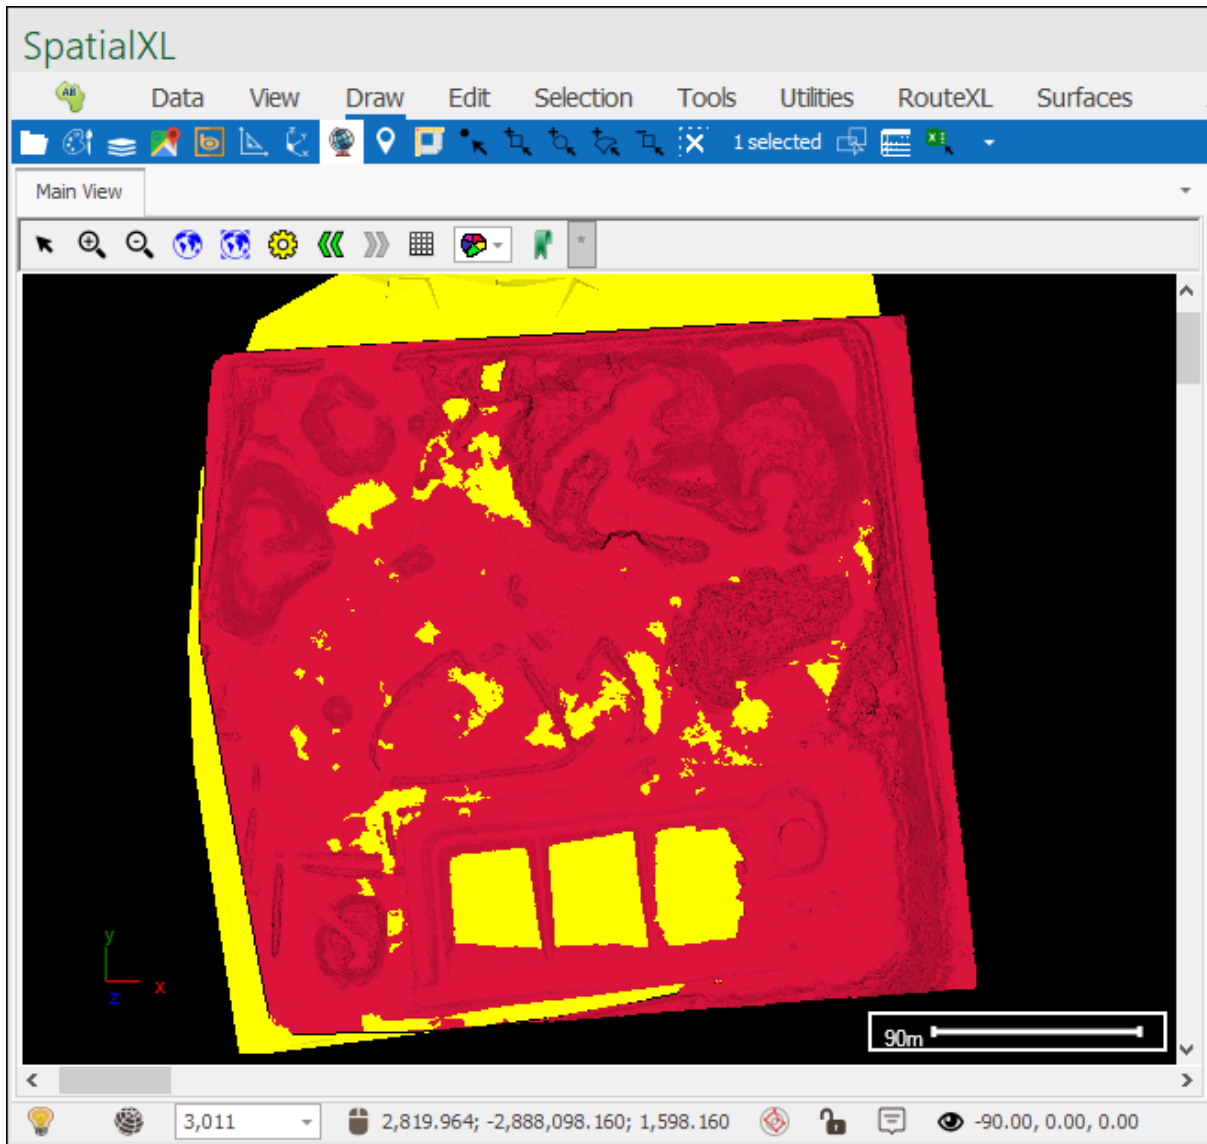 SpatialXL
AB Data View Draw Edit Selection Tools Utilities RouteXL Surfaces
1 selected
Main View
*
y
x
z
90m
3,011 2,819.964; -2,888,098.160; 1,598.160 -90.00, 0.00, 0.00